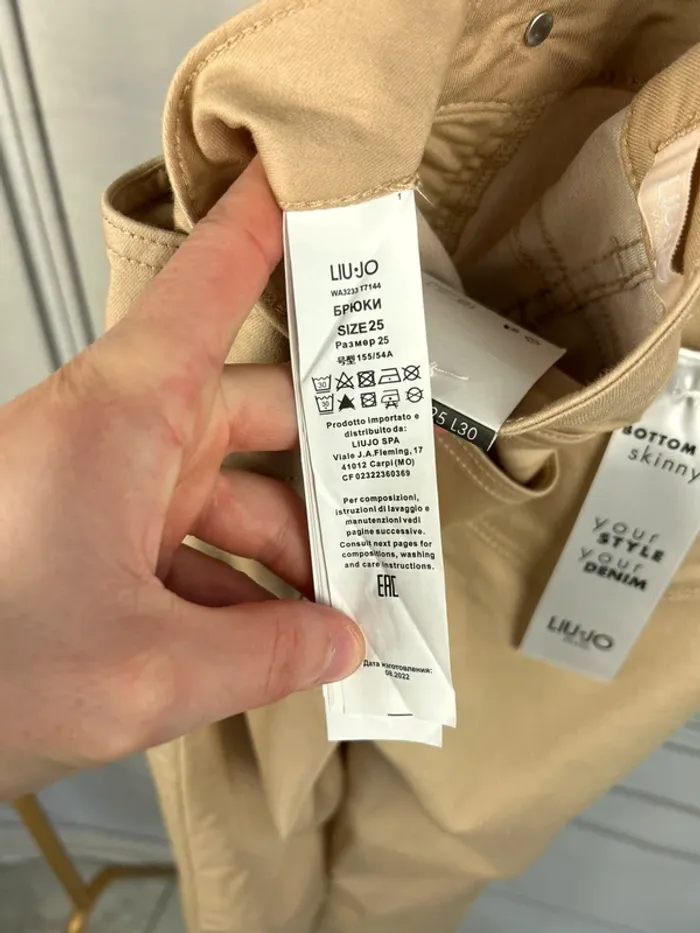 LIU·JO
WA3233 T7144
БРЮКИ
SIZE 25
Размер 25
号型 155/54A
30
30
Prodotto importato e
distribuito da:
LIUJO SPA
Viale J.A.Fleming, 17
41012 Carpi (MO)
CF 02322360369
Per composizioni,
istruzioni di lavaggio e
manutenzioni vedi
pagine successive.
Consult next pages for
compositions, washing
and care instructions.
EAC
Дата изготовления:
09.2022
25 L30
BOTTOM
skinny
your
STYLE
your
DENIM
LIU·JO